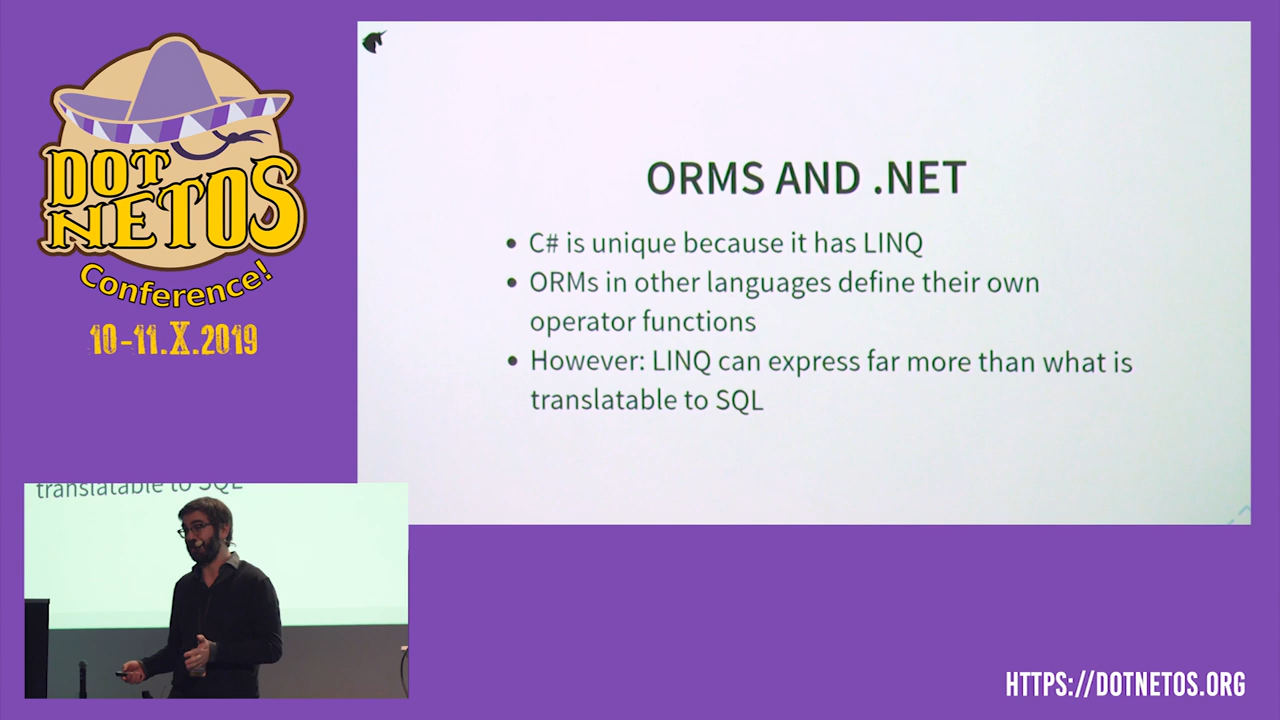 DOT
NETOS
Conference!
10-11.X.2019
ORMS AND .NET
• C# is unique because it has LINQ
• ORMs in other languages define their own
operator functions
• However: LINQ can express far more than what is
translatable to SQL
translatable to SQL
HTTPS://DOTNETOS.ORG